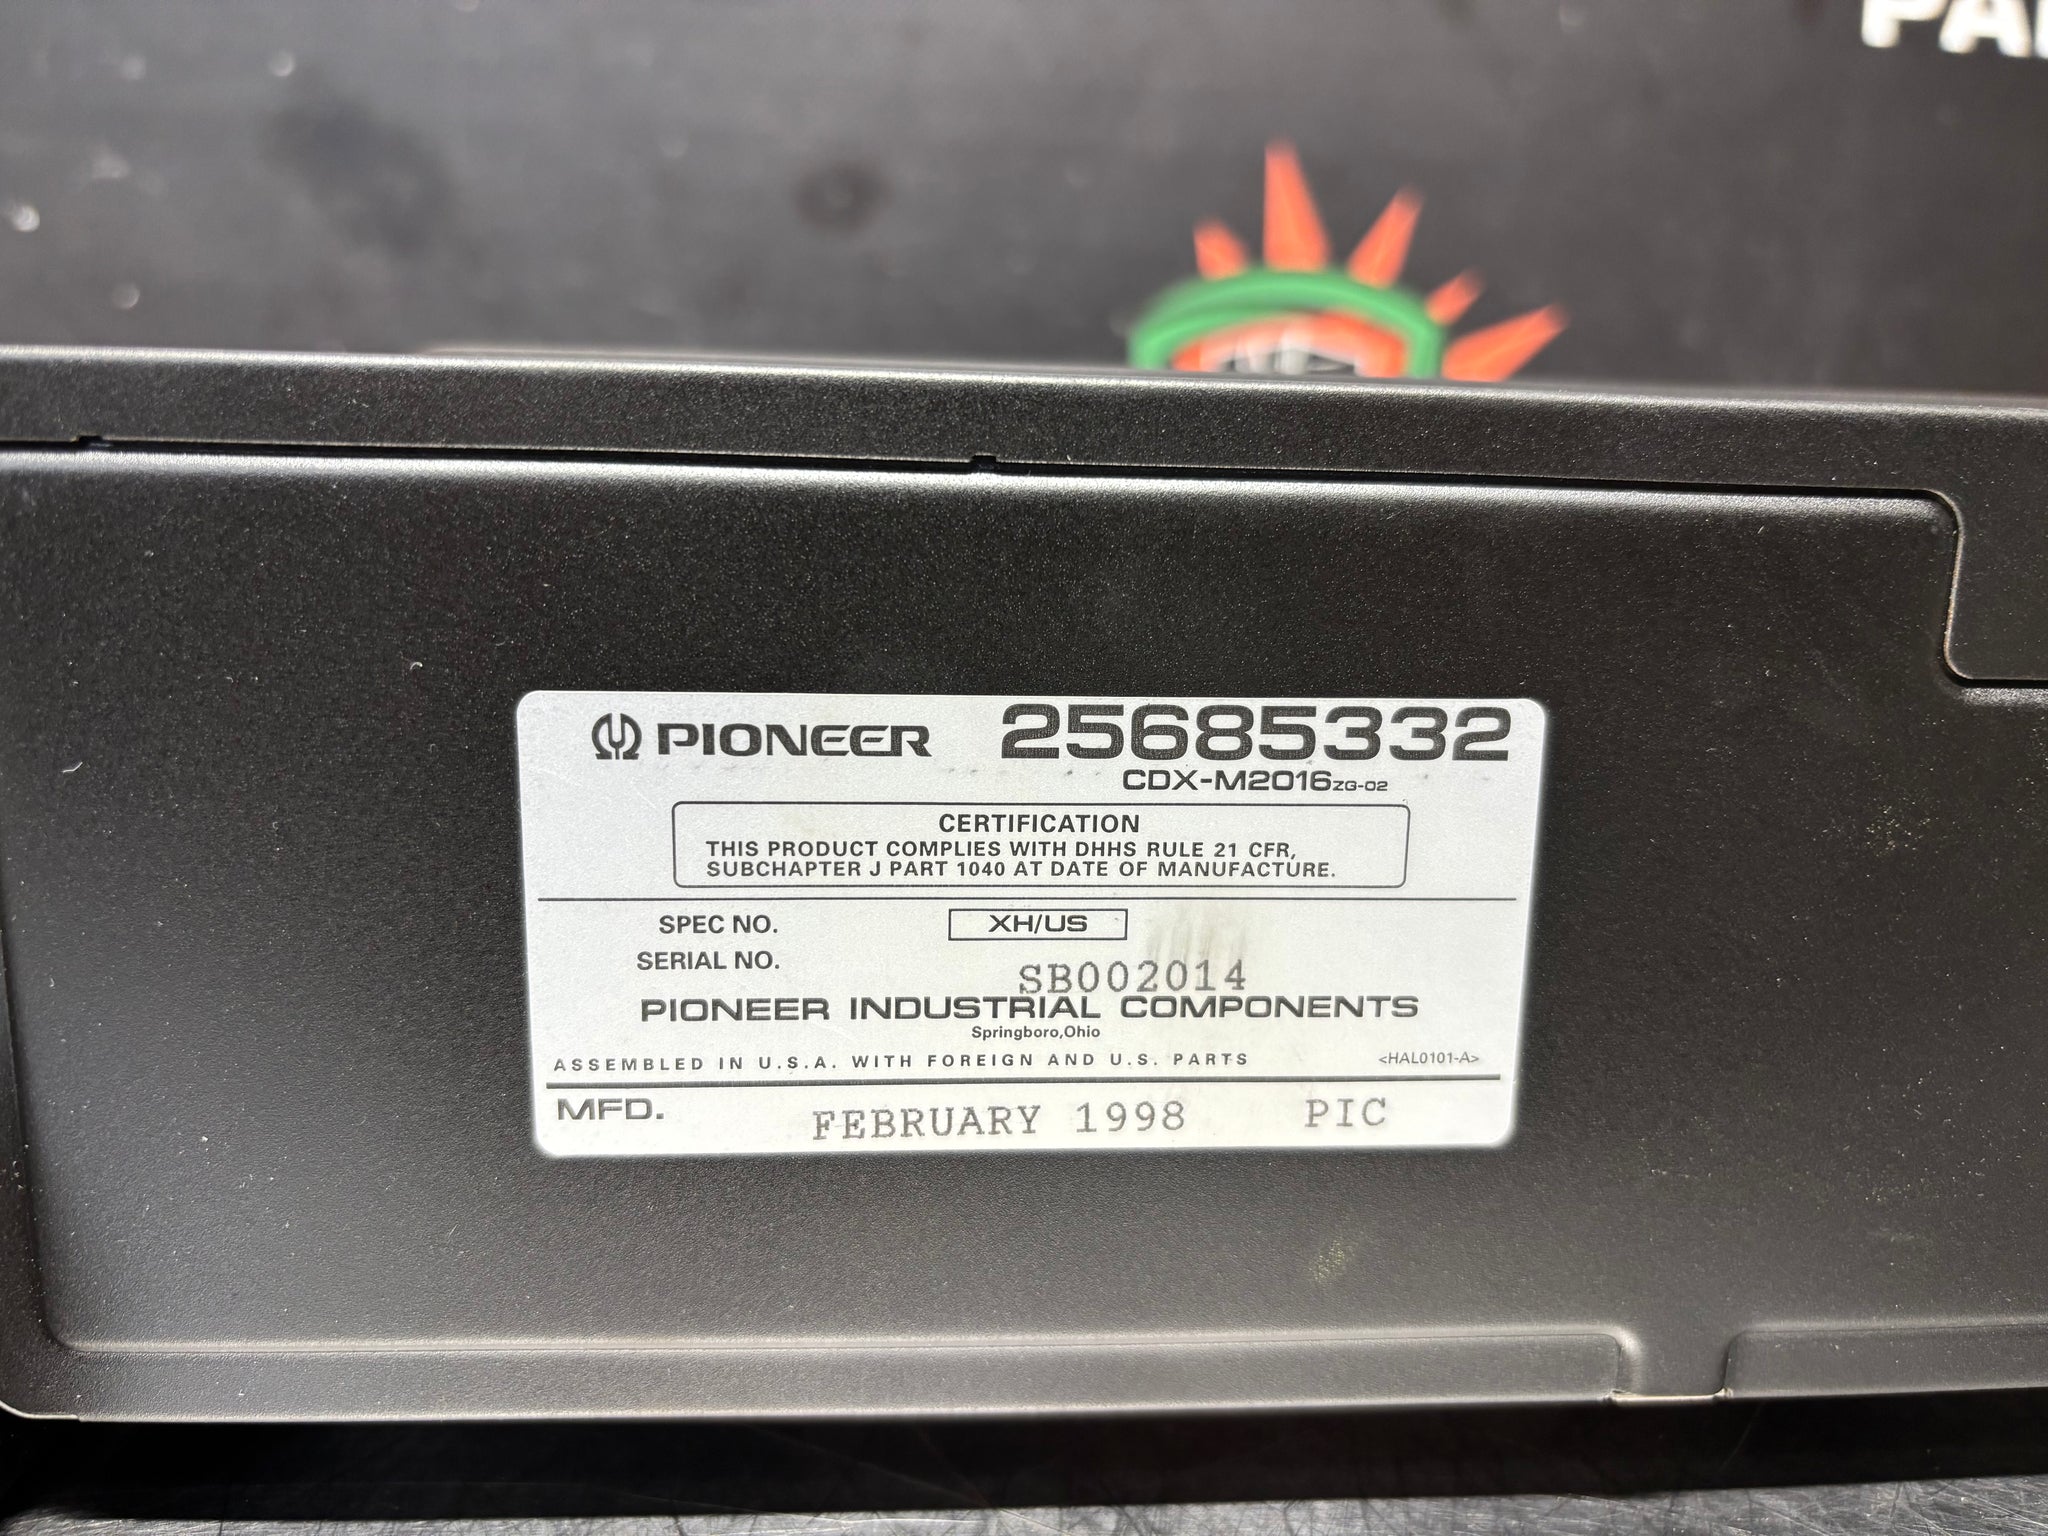 PIONEER 25685332
CDX-M2016ZG-02
CERTIFICATION
THIS PRODUCT COMPLIES WITH DHHS RULE 21 CFR,
SUBCHAPTER J PART 1040 AT DATE OF MANUFACTURE.
SPEC NO. XH/US
SERIAL NO. SB002014
PIONEER INDUSTRIAL COMPONENTS
Springboro,Ohio
ASSEMBLED IN U.S.A. WITH FOREIGN AND U.S. PARTS <HAL0101-A>
MFD. FEBRUARY 1998 PIC